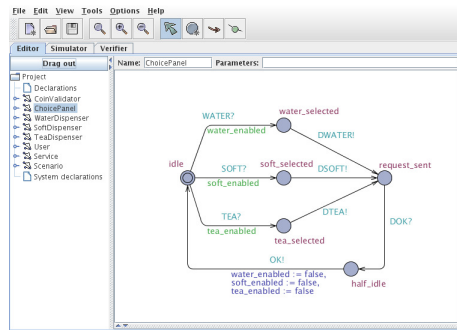 File Edit View Tools Options Help
Editor Simulator Verifier
Drag out
Name: ChoicePanel Parameters:
Project
Declarations
CoinValidator
ChoicePanel
WaterDispenser
SoftDispenser
TeaDispenser
User
Service
Scenario
System declarations
WATER?
water_enabled
water_selected
DWATER!
idle
SOFT?
soft_enabled
soft_selected
DSOFT!
request_sent
TEA?
tea_enabled
tea_selected
DTEA!
DOK?
OK!
water_enabled := false,
soft_enabled := false,
tea_enabled := false
half_idle